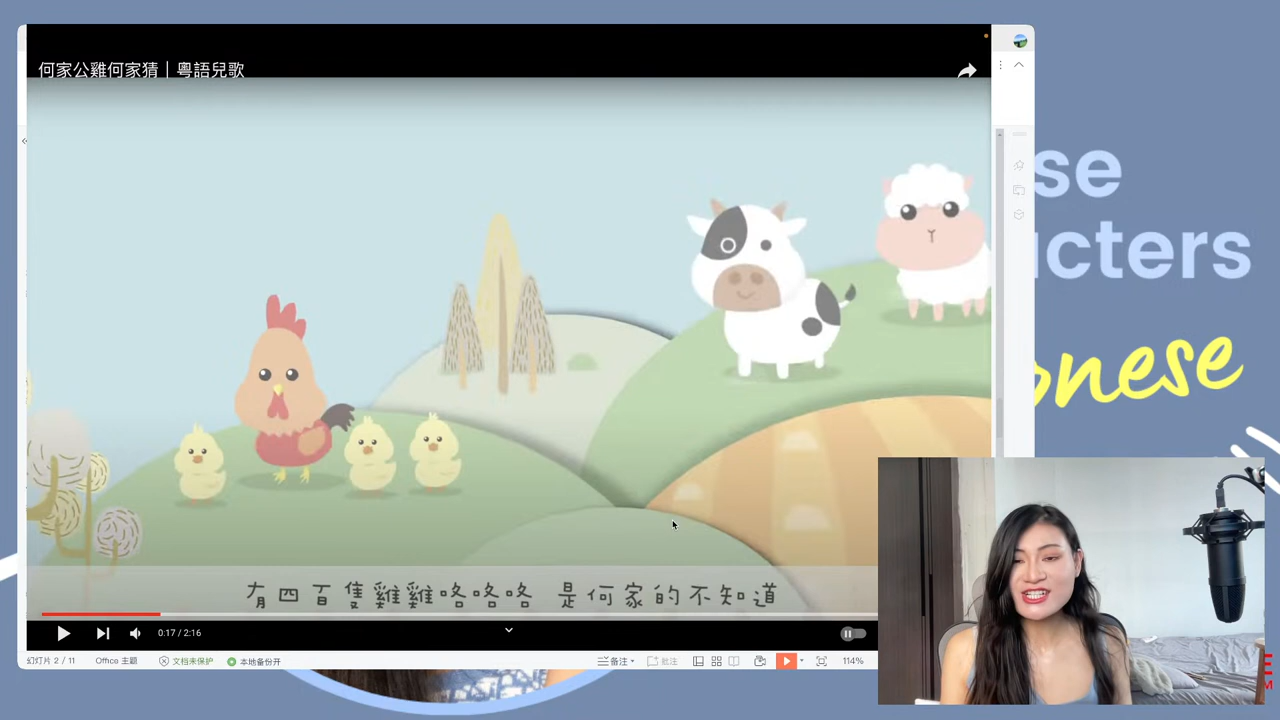 何家公雞何家猜｜粵語兒歌
se
cters
onese
有四百隻雞雞咯咯咯 是何家的不知道
0:17 / 2:16
幻灯片 2 / 11 Office 主题 文档未保护 本地备份开 备注 批注 114%